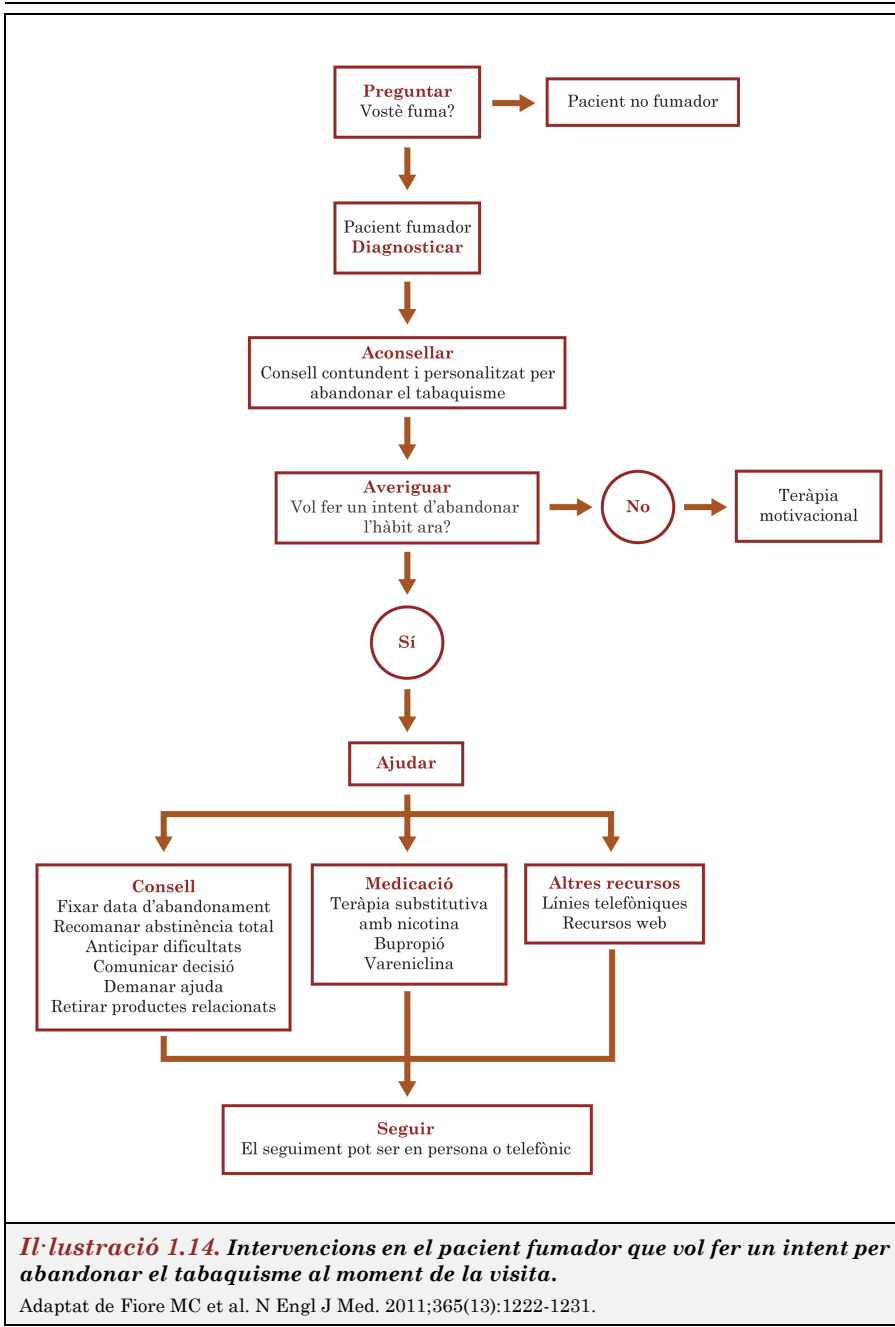 Preguntar
Vostè fuma?
Pacient no fumador
Pacient fumador
Diagnosticar
Aconsellar
Consell contundent i personalitzat per
abandonar el tabaquisme
Averiguar
Vol fer un intent d’abandonar
l’hàbit ara?
No
Teràpia
motivacional
Sí
Ajudar
Consell
Fixar data d’abandonament
Recomanar abstinència total
Anticipar dificultats
Comunicar decisió
Demanar ajuda
Retirar productes relacionats
Medicació
Teràpia substitutiva
amb nicotina
Bupropió
Vareniclina
Altres recursos
Línies telefòniques
Recursos web
Seguir
El seguiment pot ser en persona o telefònic
Il·lustració 1.14. Intervencions en el pacient fumador que vol fer un intent per
abandonar el tabaquisme al moment de la visita.
Adaptat de Fiore MC et al. N Engl J Med. 2011;365(13):1222-1231.